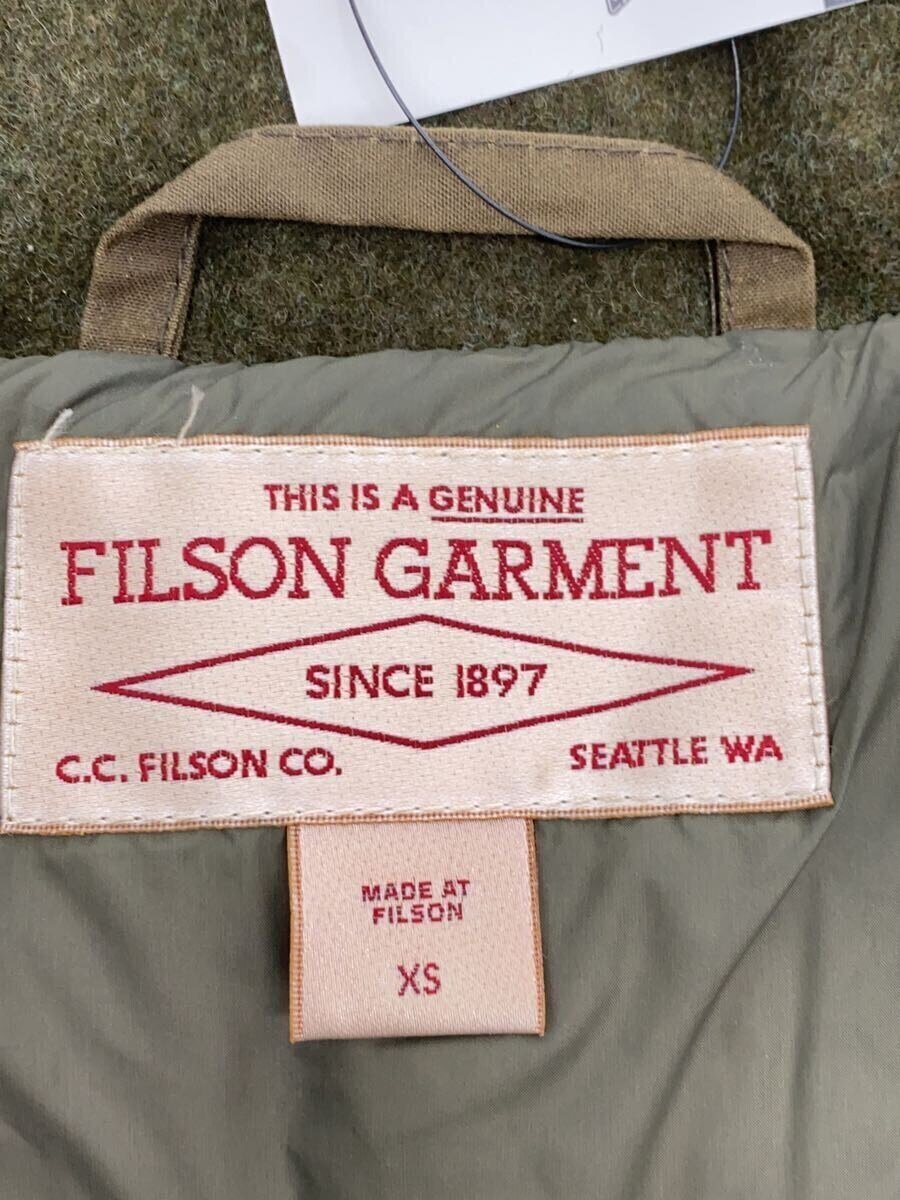 THIS IS A GENUINE
FILSON GARMENT
SINCE 1897
C.C. FILSON CO.
SEATTLE WA
MADE AT
FILSON
XS